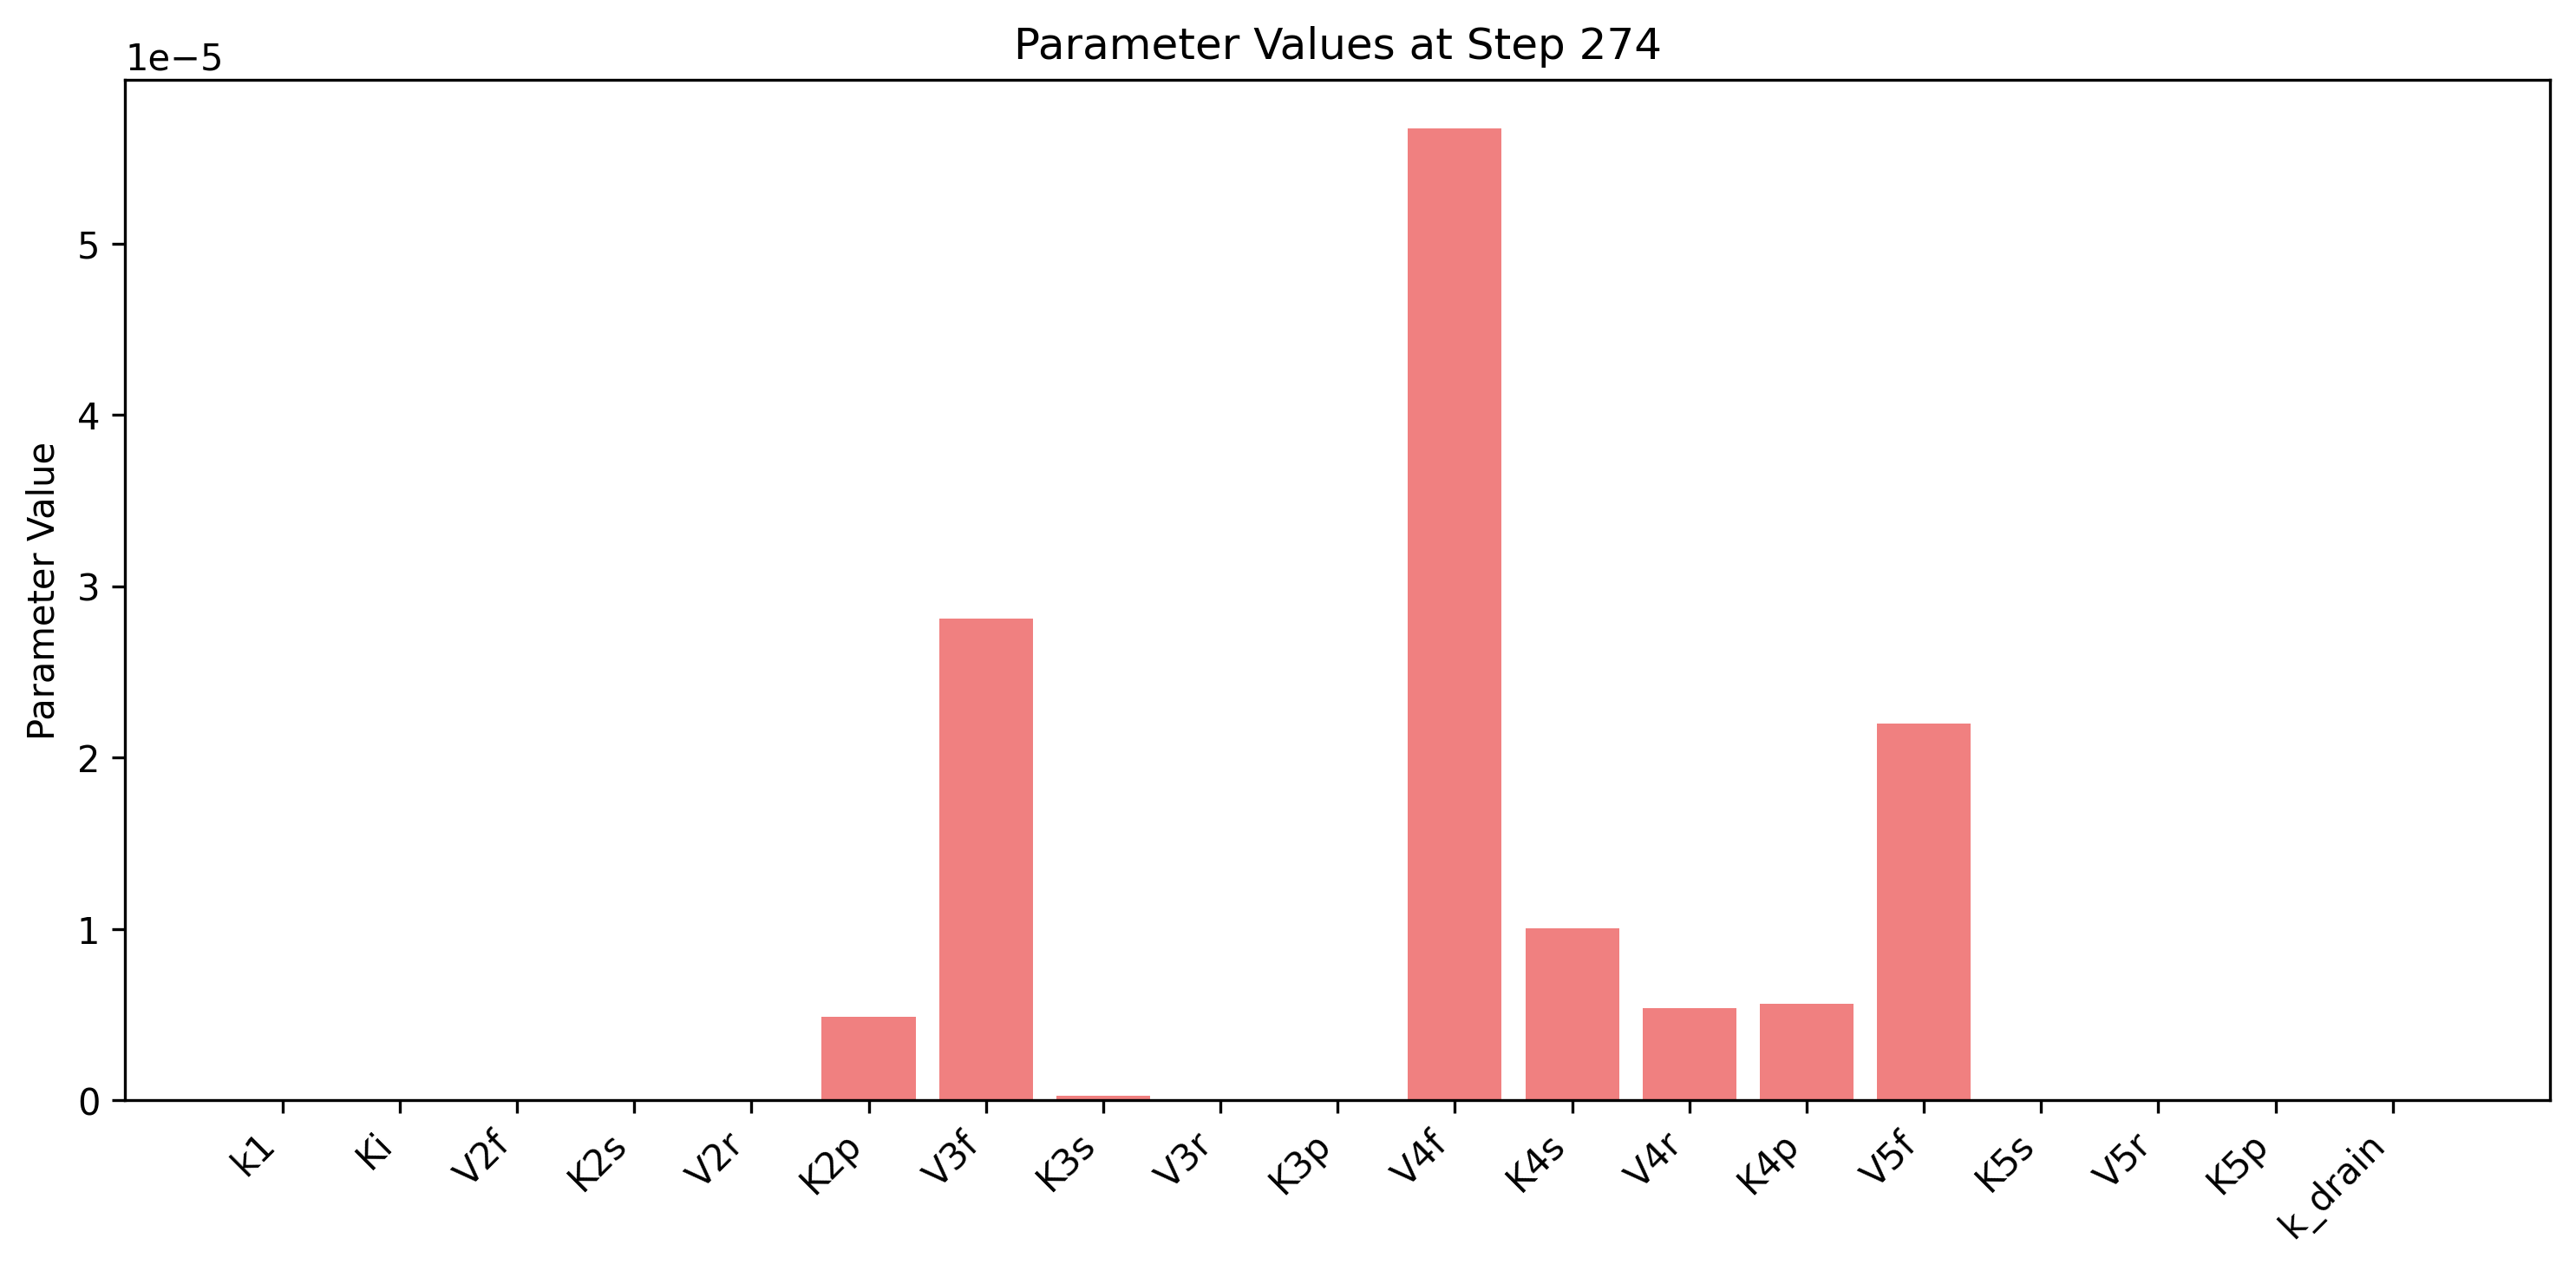 Parameter Values at Step 274
1e−5
Parameter Value
5
4
3
2
1
0
k1
Ki
V2f
K2s
V2r
K2p
V3f
K3s
V3r
K3p
V4f
K4s
V4r
K4p
V5f
K5s
V5r
K5p
k_drain